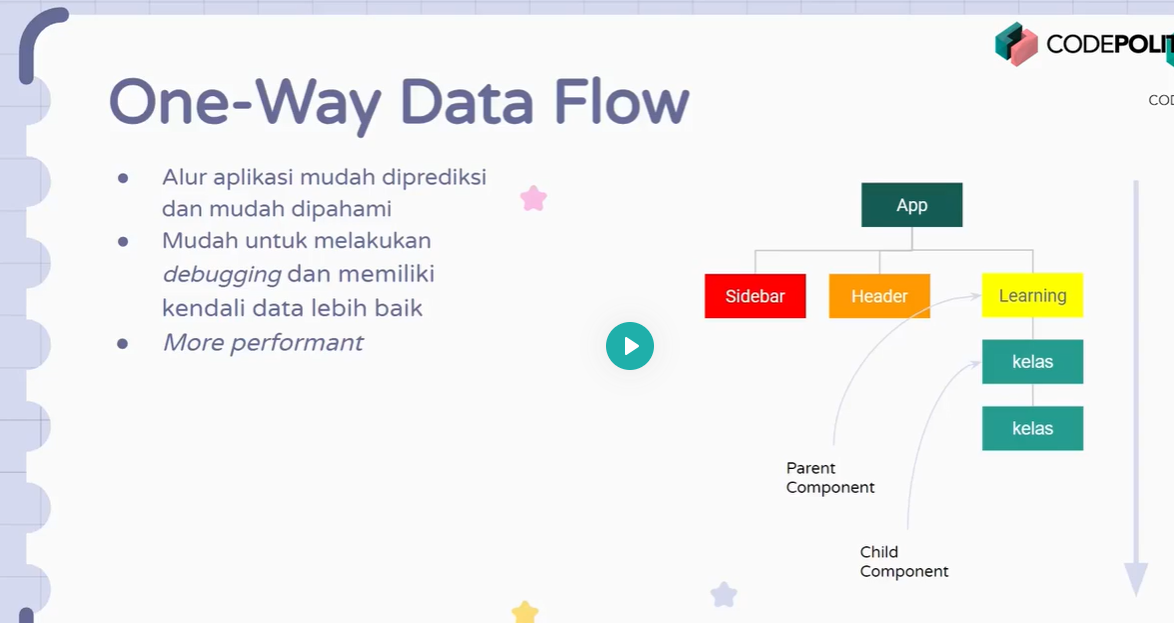 CODEPOLIT
COD
One-Way Data Flow
● Alur aplikasi mudah diprediksi
dan mudah dipahami
● Mudah untuk melakukan
debugging dan memiliki
kendali data lebih baik
● More performant
App
Sidebar
Header
Learning
kelas
kelas
Parent
Component
Child
Component